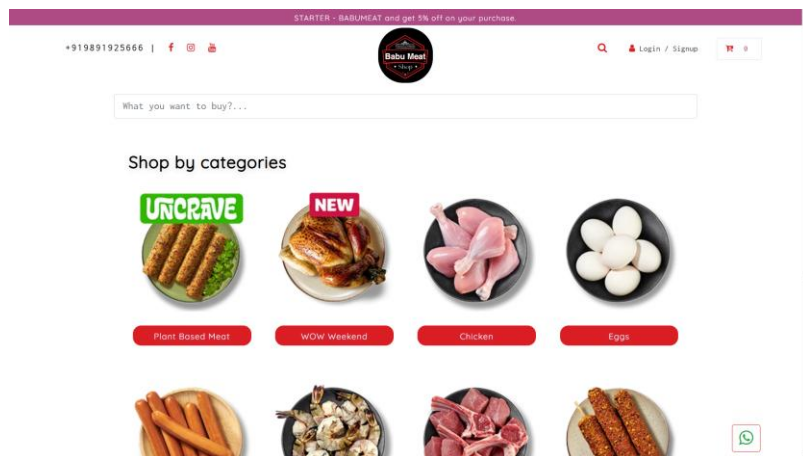 STARTER - BABUMEAT and get 5% off on your purchase.
+919891925666 |
Babu Meat
• Shop •
Login / Signup
0
What you want to buy?...
Shop by categories
UNCRAVE
NEW
Plant Based Meat
WOW Weekend
Chicken
Eggs